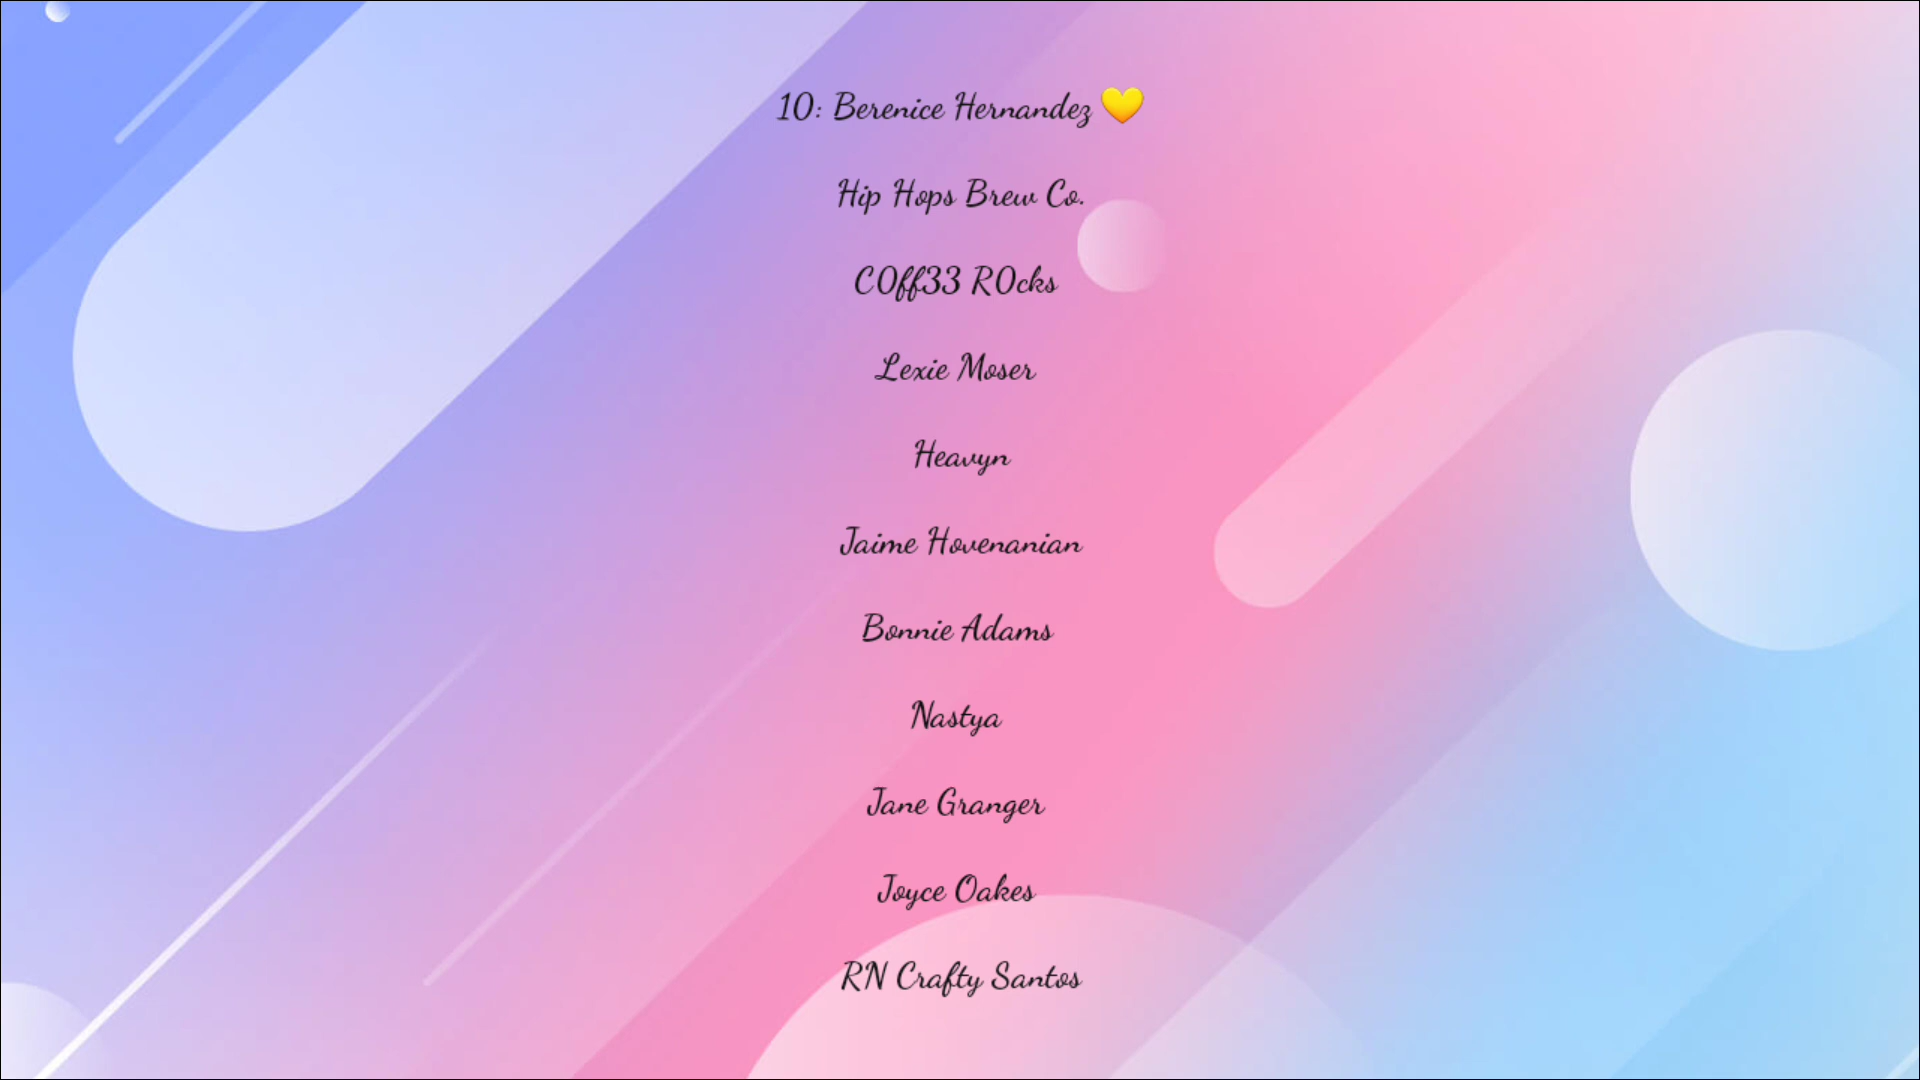 10: Berenice Hernandez 💛
Hip Hops Brew Co.
C0ff33 R0cks
Lexie Moser
Heavyn
Jaime Hovenanian
Bonnie Adams
Nastya
Jane Granger
Joyce Oakes
RN Crafty Santos